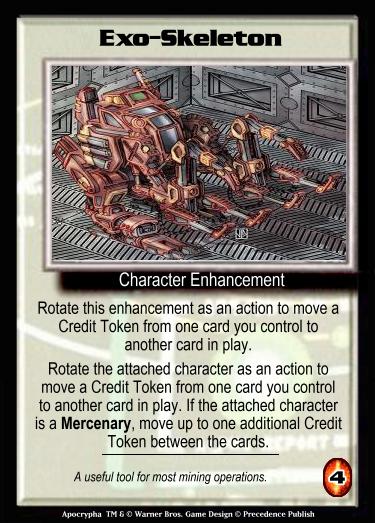 Exo-Skeleton
Character Enhancement
Rotate this enhancement as an action to move a
Credit Token from one card you control to
another card in play.
Rotate the attached character as an action to
move a Credit Token from one card you control
to another card in play. If the attached character
is a Mercenary, move up to one additional Credit
Token between the cards.
A useful tool for most mining operations.
4
Apocrypha TM & © Warner Bros. Game Design © Precedence Publish